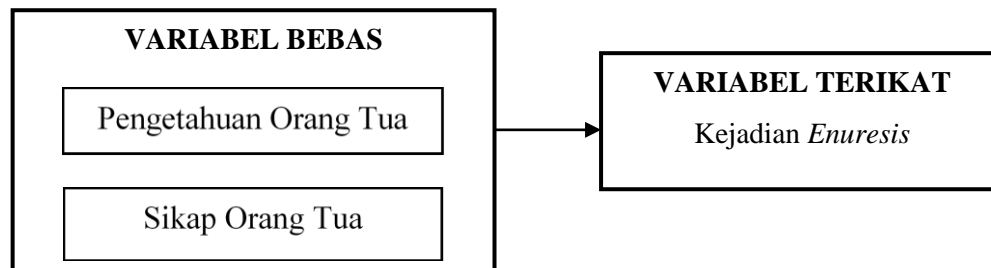 VARIABEL BEBAS
Pengetahuan Orang Tua
Sikap Orang Tua
VARIABEL TERIKAT
Kejadian Enuresis